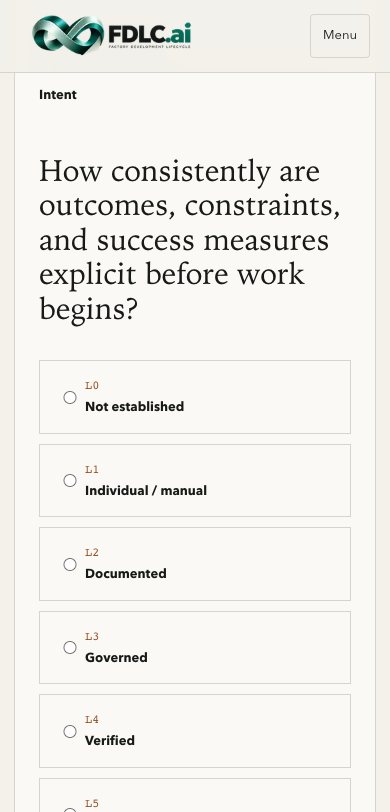 FDLC.ai
FACTORY DEVELOPMENT LIFECYCLE
Menu
Intent
How consistently are
outcomes, constraints,
and success measures
explicit before work
begins?
L0
Not established
L1
Individual / manual
L2
Documented
L3
Governed
L4
Verified
L5